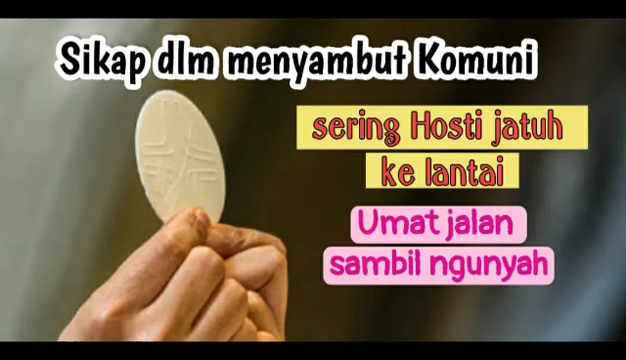 Sikap dlm menyambut Komuni
sering Hosti jatuh
ke lantai
Umat jalan
sambil ngunyah